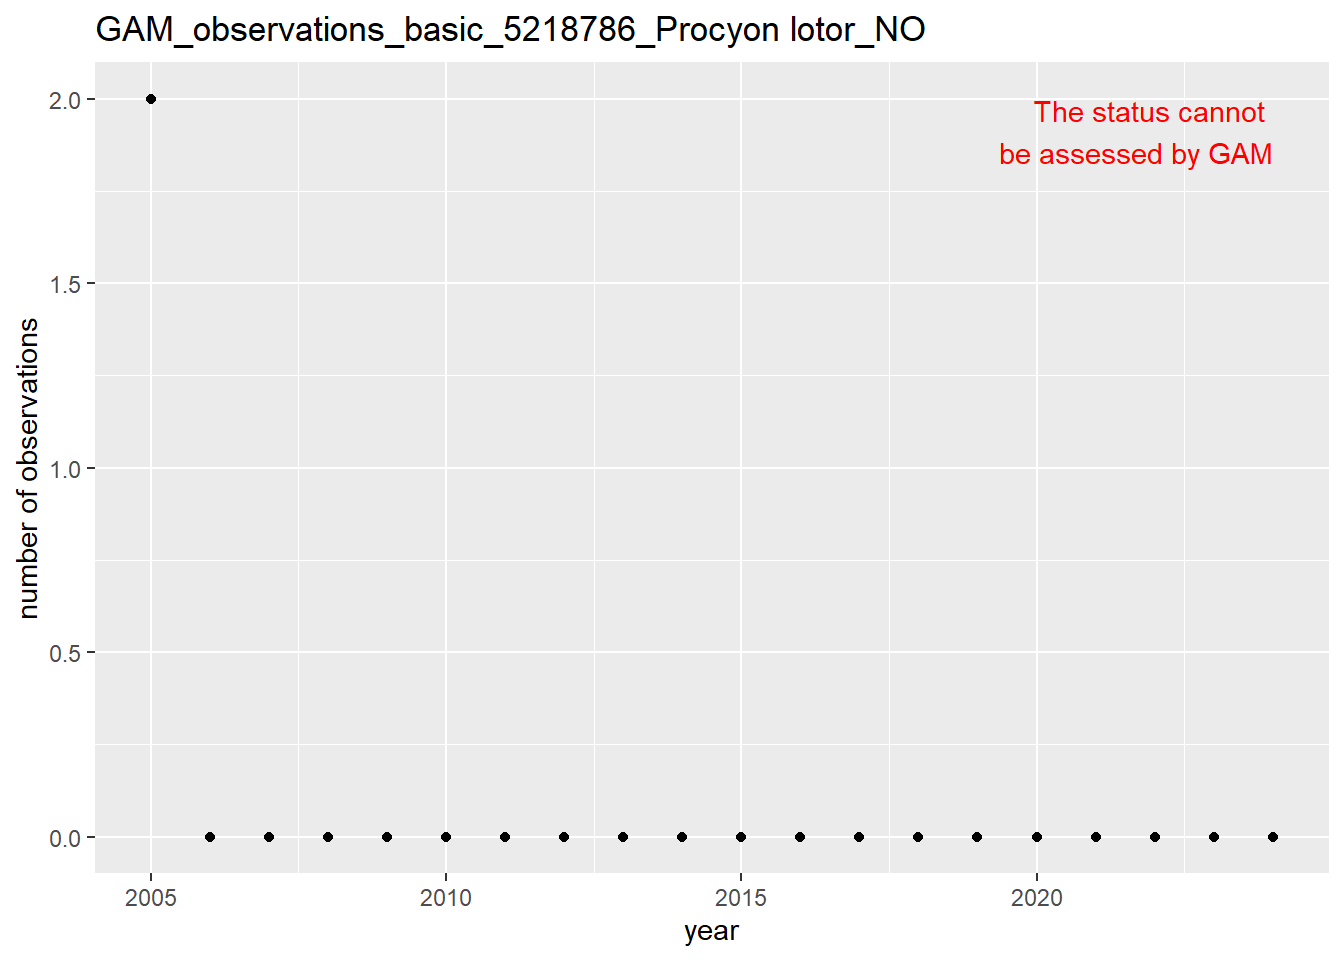 GAM_observations_basic_5218786_Procyon lotor_NO
The status cannot
be assessed by GAM
2.0
1.5
1.0
0.5
0.0
number of observations
2005 2010 2015 2020
year